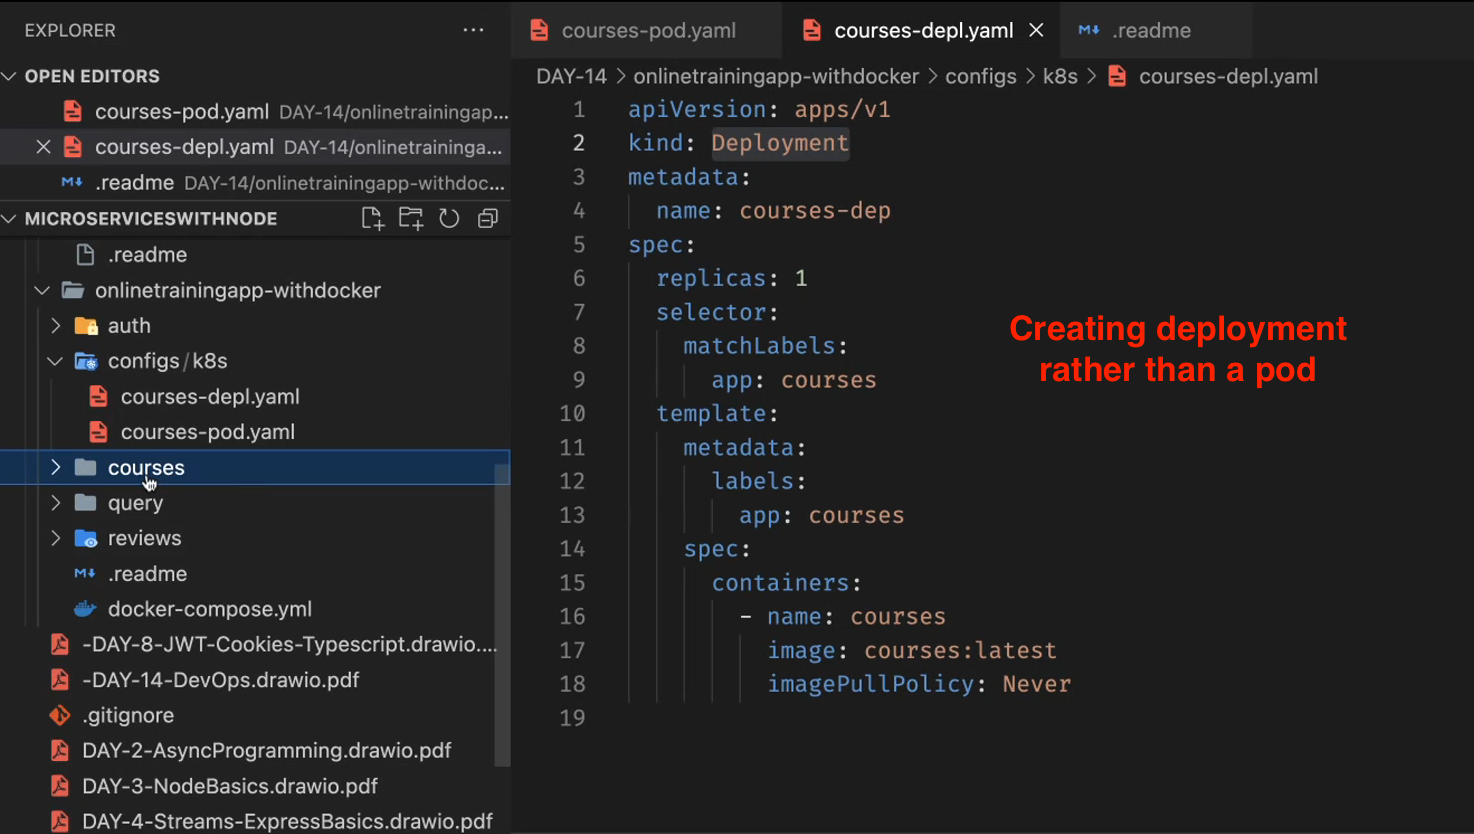 EXPLORER
OPEN EDITORS
courses-pod.yaml DAY-14/onlinetrainingap...
courses-depl.yaml DAY-14/onlinetraininga...
.readme DAY-14/onlinetrainingapp-withdoc...
MICROSERVICESWITHNODE
.readme
onlinetrainingapp-withdocker
auth
configs/k8s
courses-depl.yaml
courses-pod.yaml
courses
query
reviews
.readme
docker-compose.yml
-DAY-8-JWT-Cookies-Typescript.drawio....
-DAY-14-DevOps.drawio.pdf
.gitignore
DAY-2-AsyncProgramming.drawio.pdf
DAY-3-NodeBasics.drawio.pdf
DAY-4-Streams-ExpressBasics.drawio.pdf
courses-pod.yaml courses-depl.yaml .readme
DAY-14 > onlinetrainingapp-withdocker > configs > k8s > courses-depl.yaml
1 apiVersion: apps/v1
2 kind: Deployment
3 metadata:
4 name: courses-dep
5 spec:
6 replicas: 1
7 selector:
8 matchLabels:
9 app: courses
10 template:
11 metadata:
12 labels:
13 app: courses
14 spec:
15 containers:
16 - name: courses
17 image: courses:latest
18 imagePullPolicy: Never
19
Creating deployment
rather than a pod